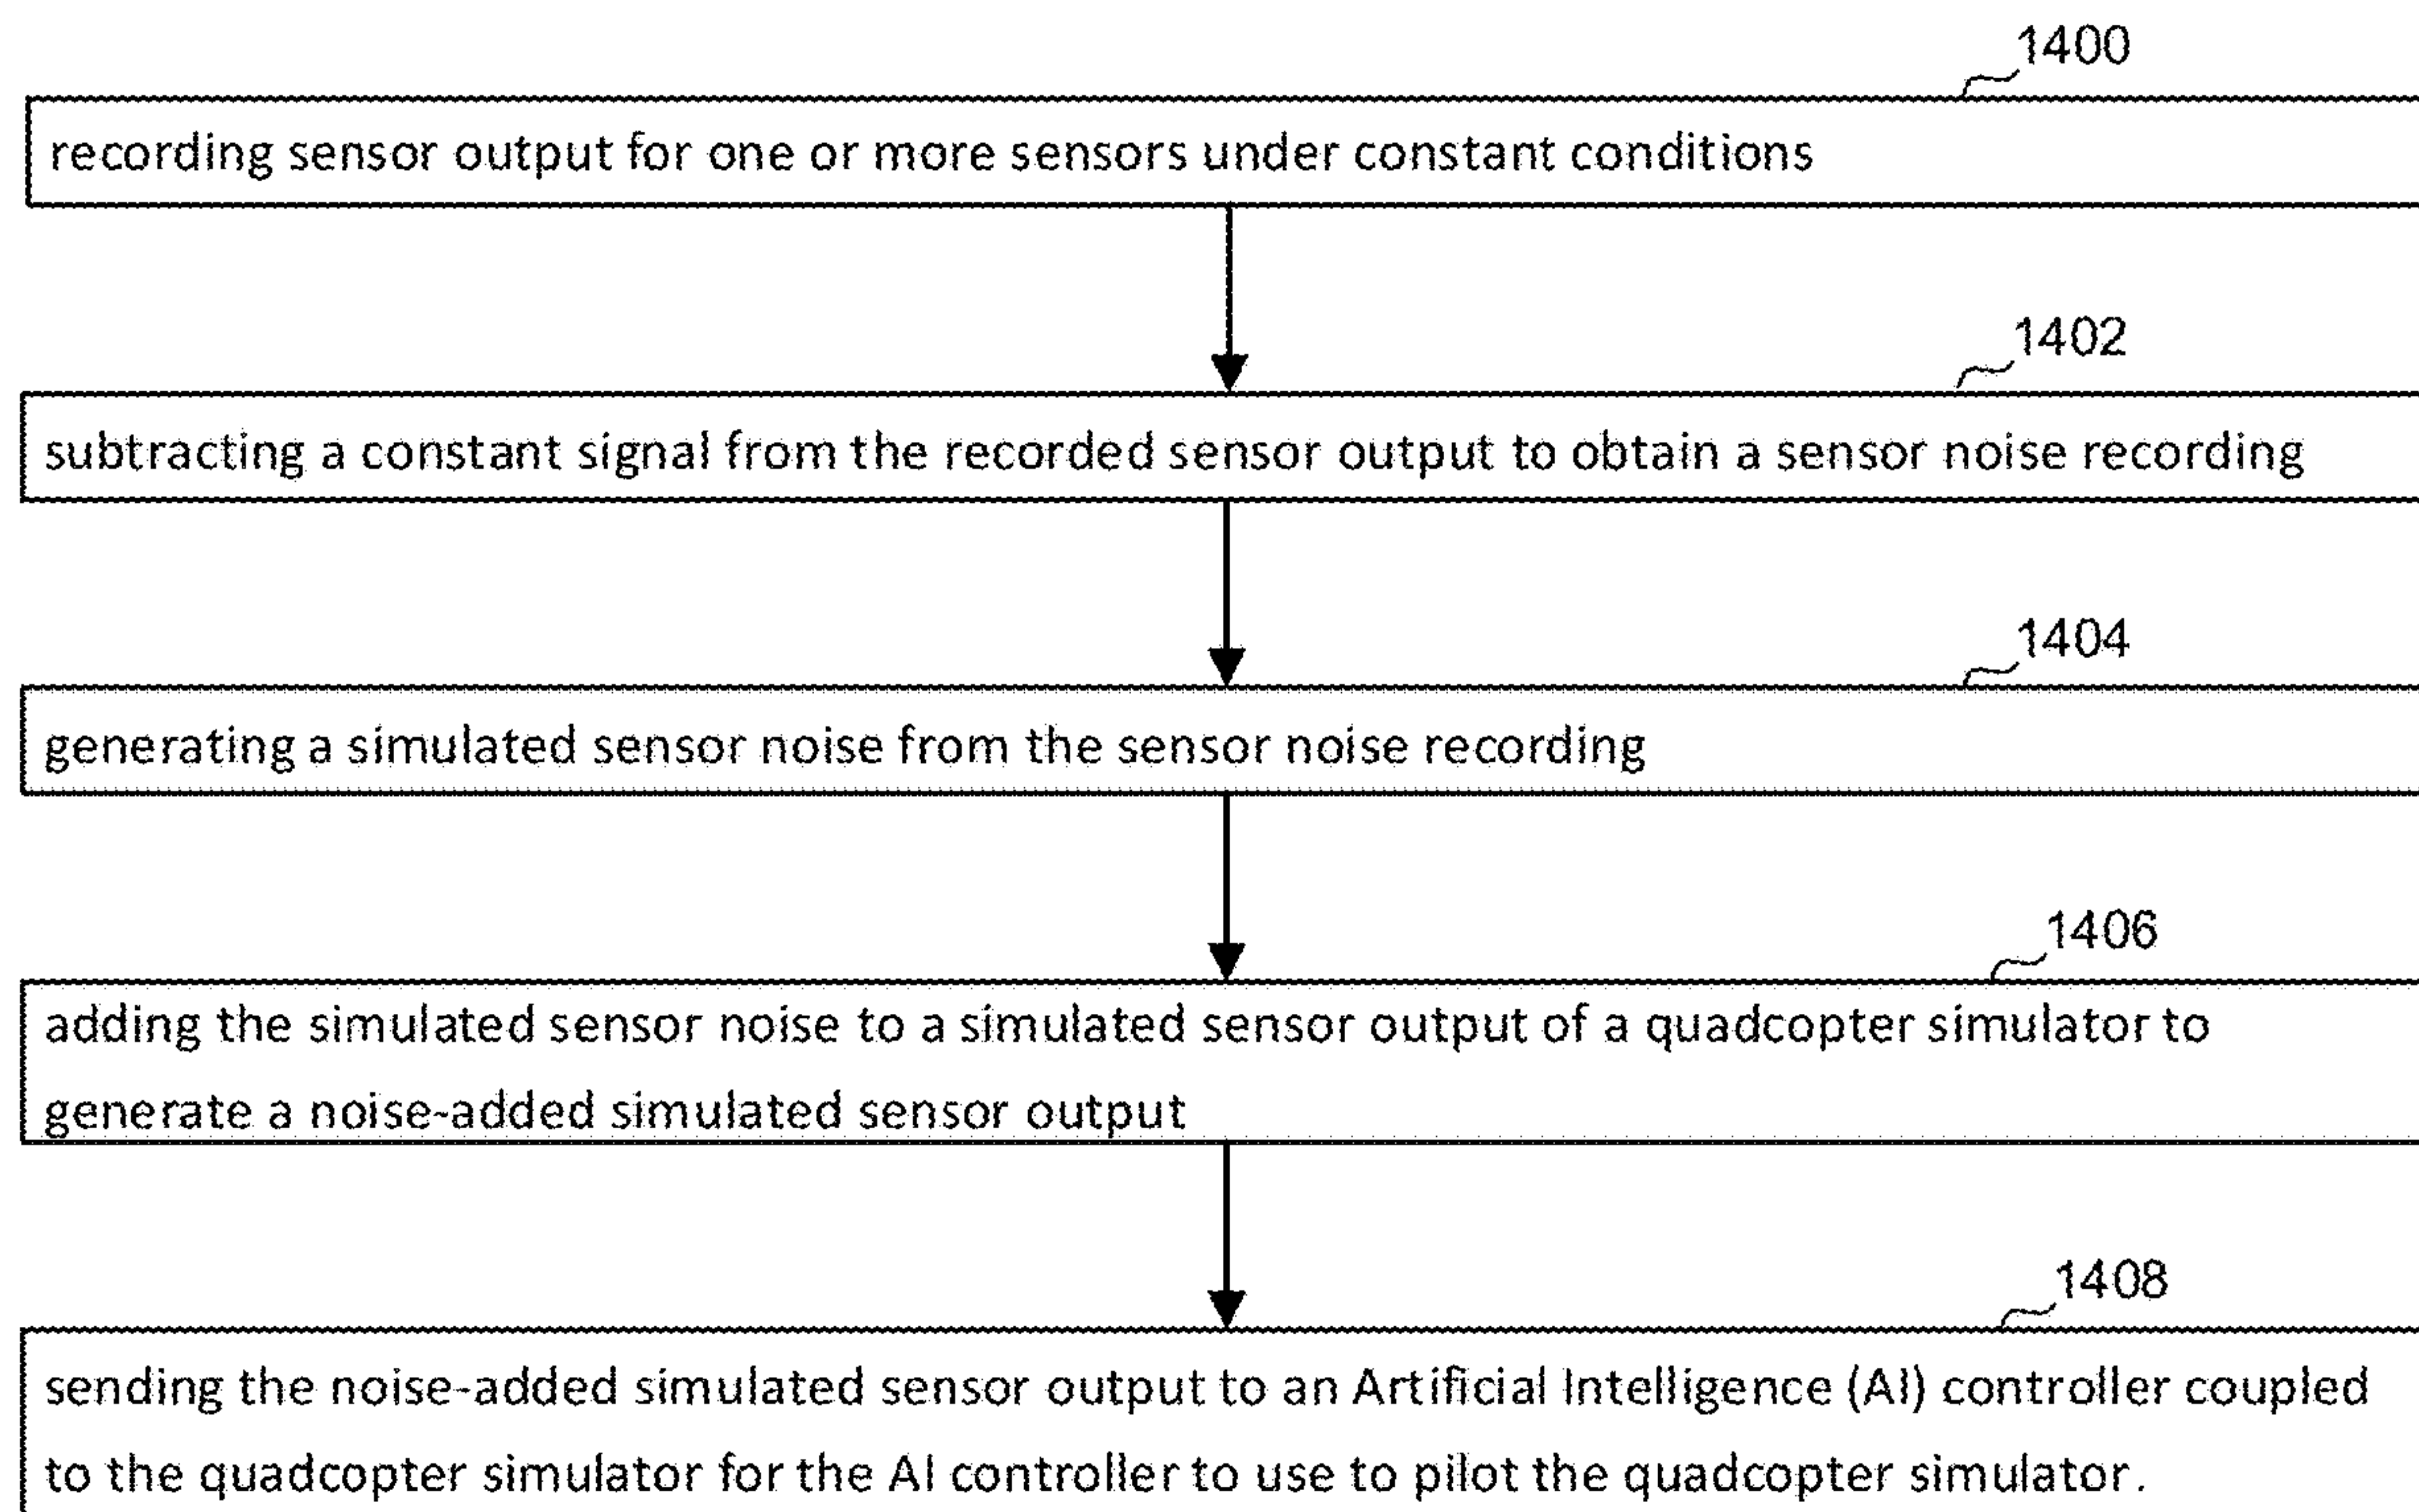 1400
recording sensor output for one or more sensors under constant conditions
1402
subtracting a constant signal from the recorded sensor output to obtain a sensor noise recording
1404
generating a simulated sensor noise from the sensor noise recording
1406
adding the simulated sensor noise to a simulated sensor output of a quadcopter simulator to
generate a noise-added simulated sensor output
1408
sending the noise-added simulated sensor output to an Artificial Intelligence (AI) controller coupled
to the quadcopter simulator for the AI controller to use to pilot the quadcopter simulator.